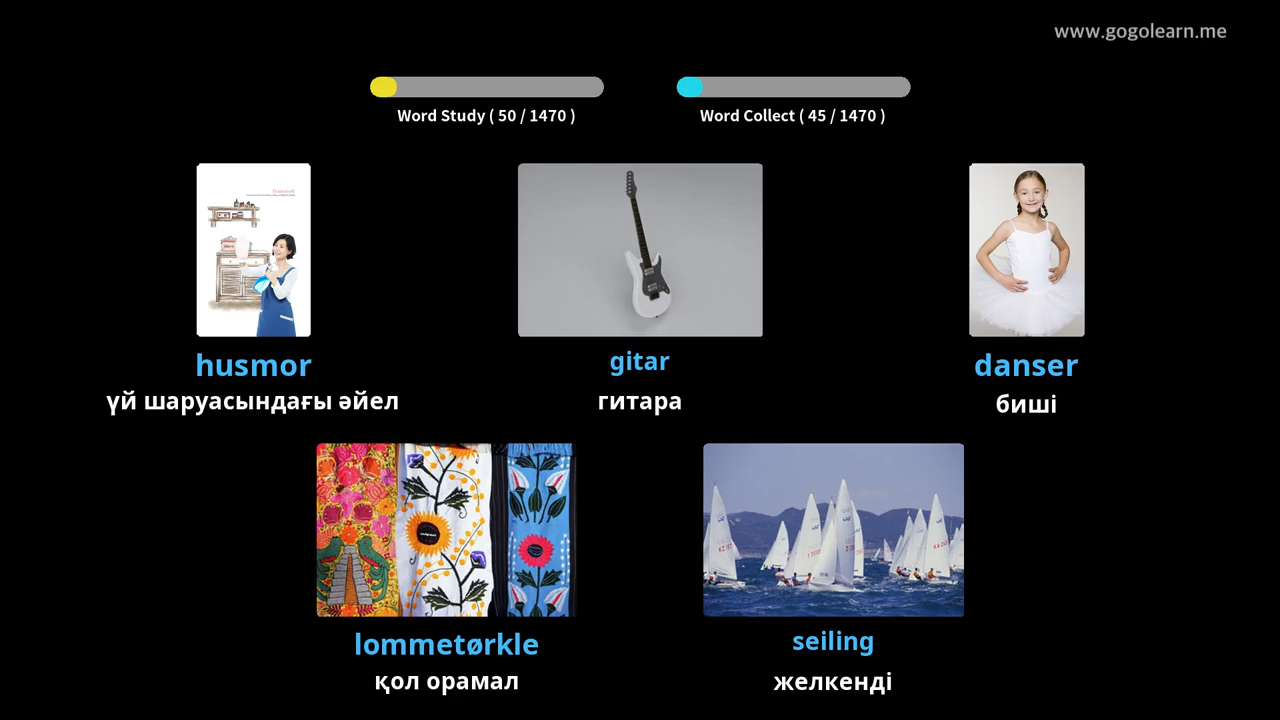 www.gogolearn.me
Word Study ( 50 / 1470 )
Word Collect ( 45 / 1470 )
husmor
үй шаруасындағы әйел
gitar
гитара
danser
биші
lommetørkle
қол орамал
seiling
желкенді